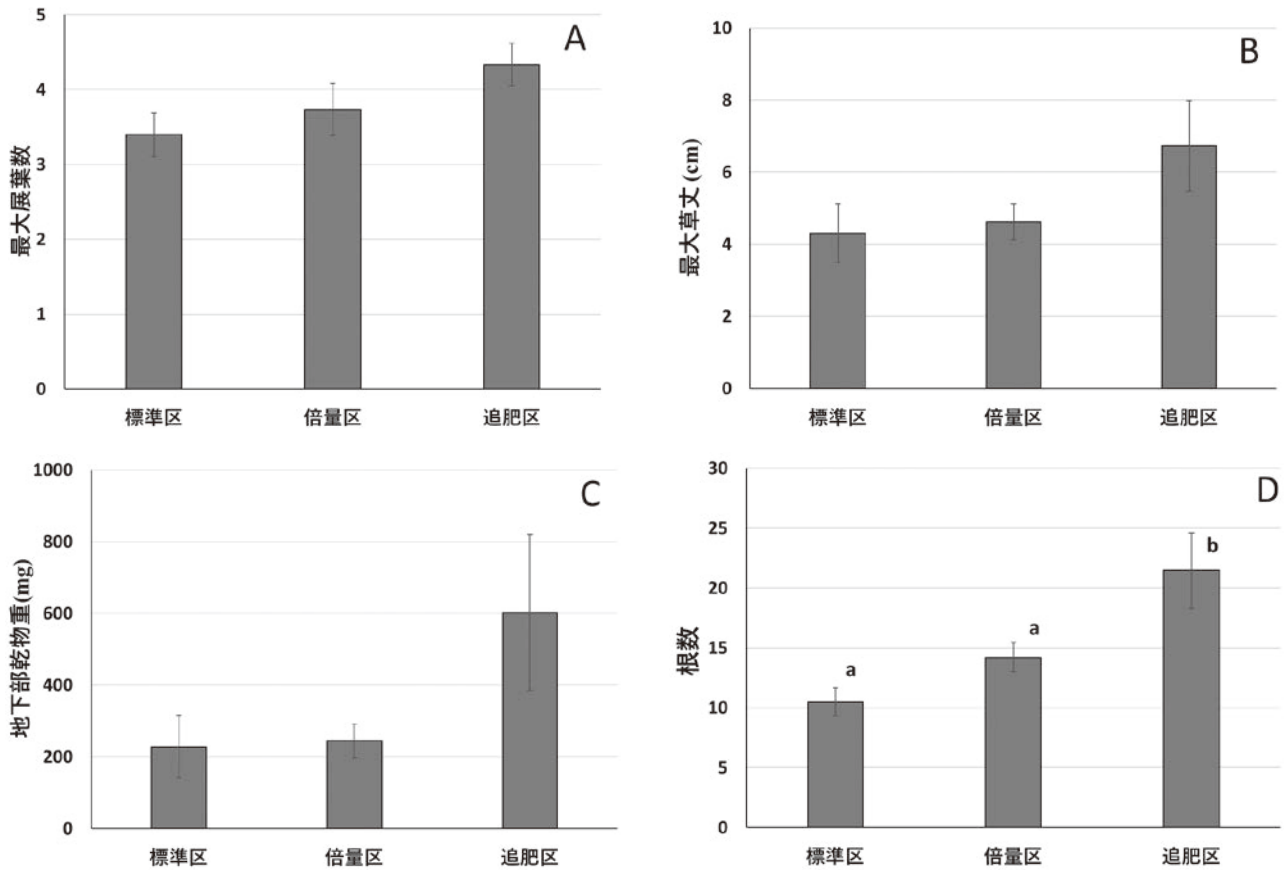 A
最大展葉数
5
4
3
2
1
0
標準区 倍量区 追肥区
B
最大草丈(cm)
10
8
6
4
2
0
標準区 倍量区 追肥区
C
地下部乾物重(mg)
1000
800
600
400
200
0
標準区 倍量区 追肥区
D
根数
30
25
20
15
10
5
0
a
a
b
標準区 倍量区 追肥区